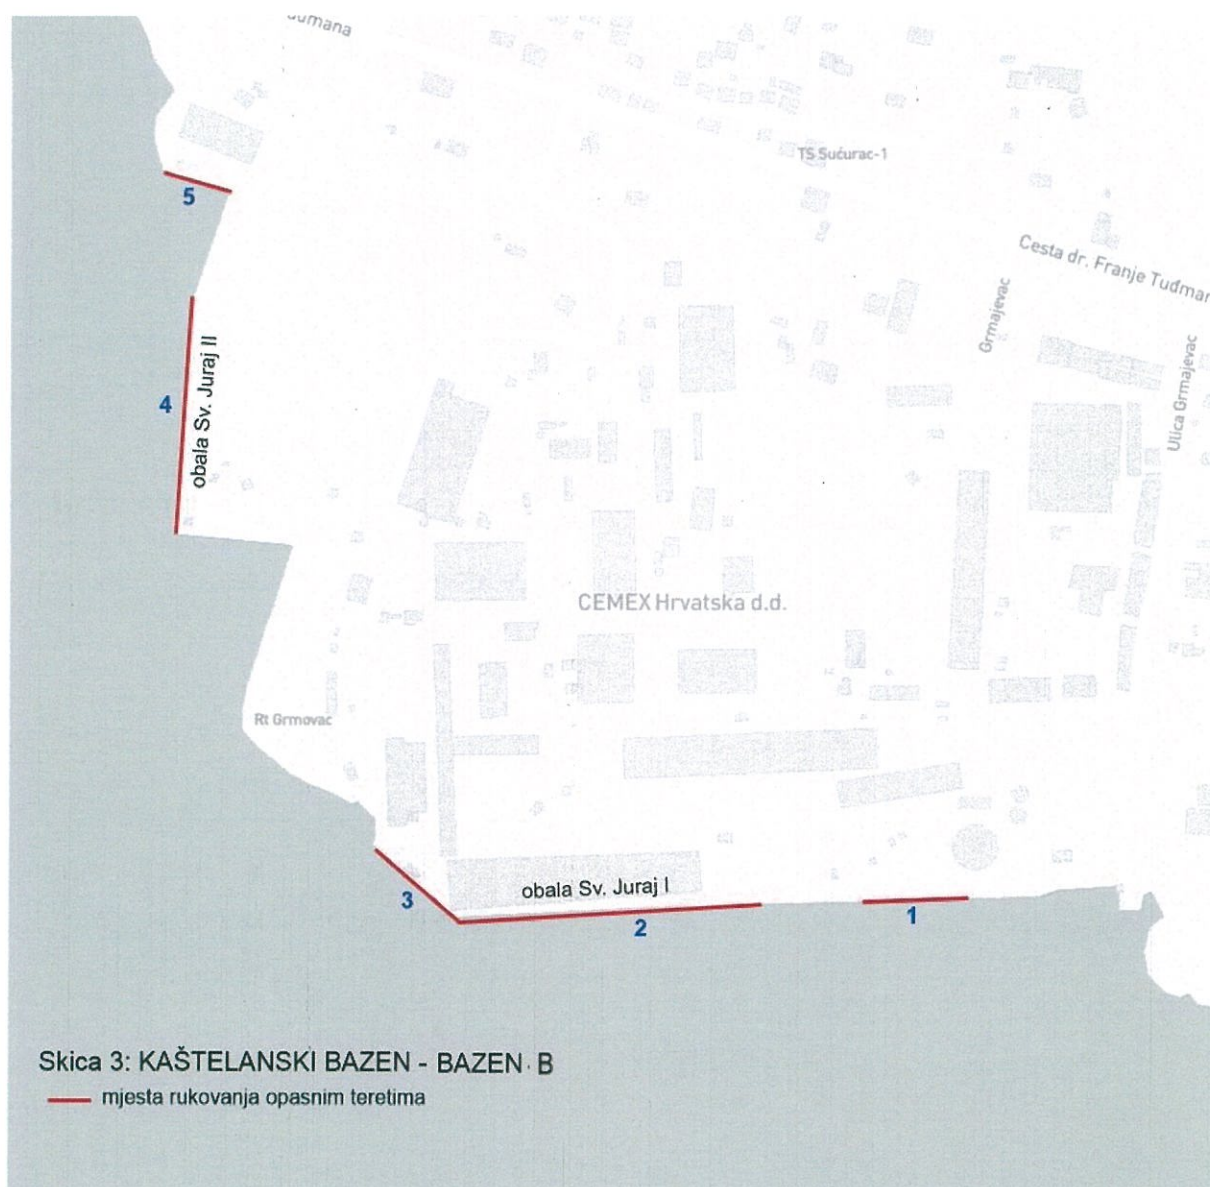 TS Sućurac-1
Cesta dr. Franje Tuđmar
Grmajevac
Ulica Grmajevac
5
4
obala Sv. Juraj II
CEMEX Hrvatska d.d.
Rt Grmovac
3
obala Sv. Juraj I
2
1
Skica 3: KAŠTELANSKI BAZEN - BAZEN B
mjesta rukovanja opasnim teretima